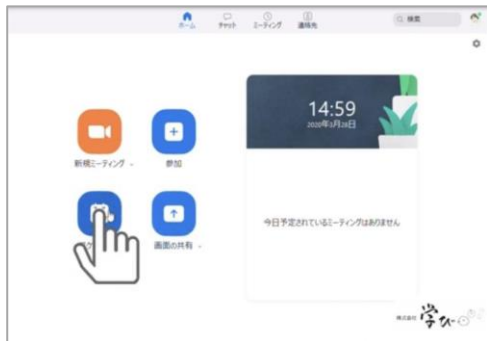 ホーム
チャット
ミーティング
連絡先
検索
14:59
2020年3月28日
新規ミーティング
参加
画面の共有
今日予定されているミーティングはありません
株式会社 学び